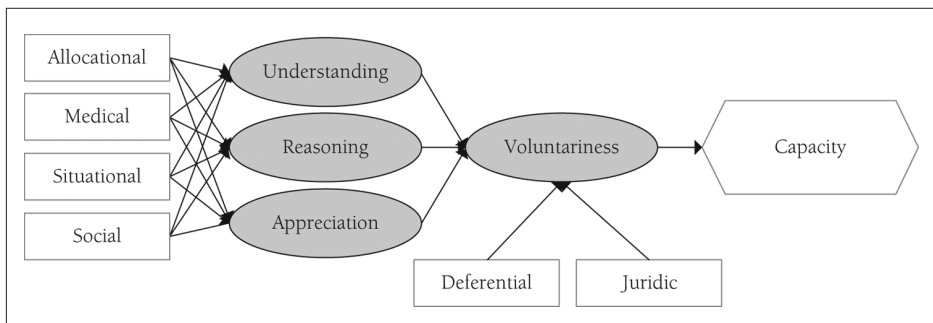 Allocational
Medical
Situational
Social
Understanding
Reasoning
Appreciation
Voluntariness
Capacity
Deferential
Juridic